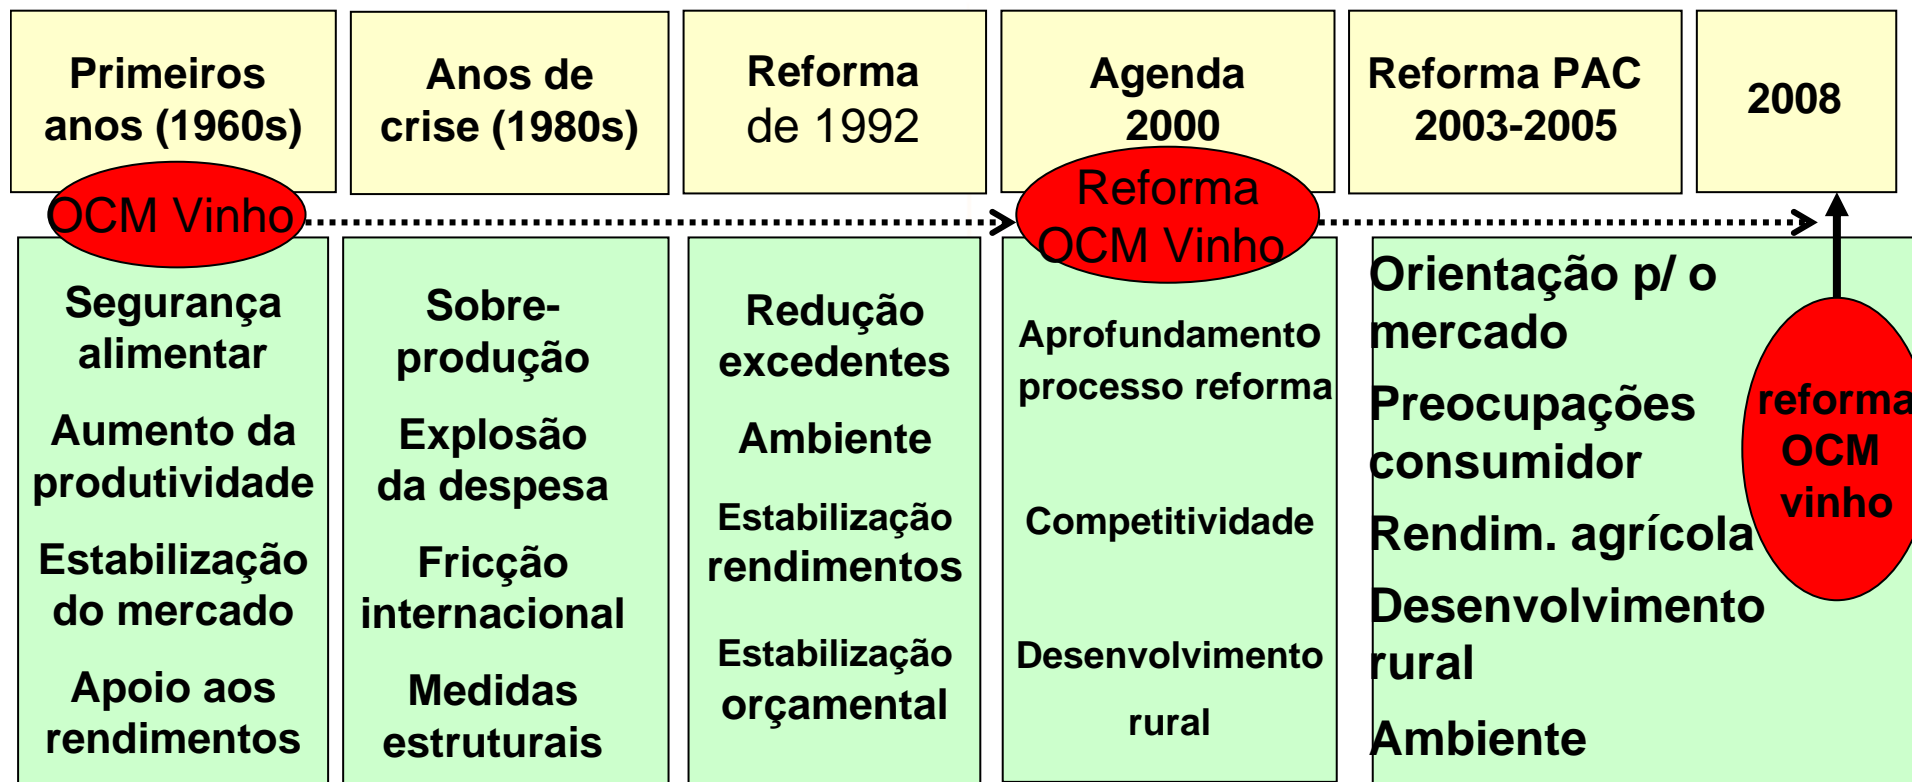 Primeiros
anos (1960s)
Anos de
crise (1980s)
Reforma
de 1992
Agenda
2000
Reforma PAC
2003-2005
2008
OCM Vinho
Reforma
OCM Vinho
Segurança
alimentar
Aumento da
produtividade
Estabilização
do mercado
Apoio aos
rendimentos
Sobre-
produção
Explosão
da despesa
Fricção
internacional
Medidas
estruturais
Redução
excedentes
Ambiente
Estabilização
rendimentos
Estabilização
orçamental
Aprofundamento
processo reforma
Competitividade
Desenvolvimento
rural
Orientação p/ o
mercado
Preocupações
consumidor
Rendim. agrícola
Desenvolvimento
rural
Ambiente
reforma
OCM
vinho